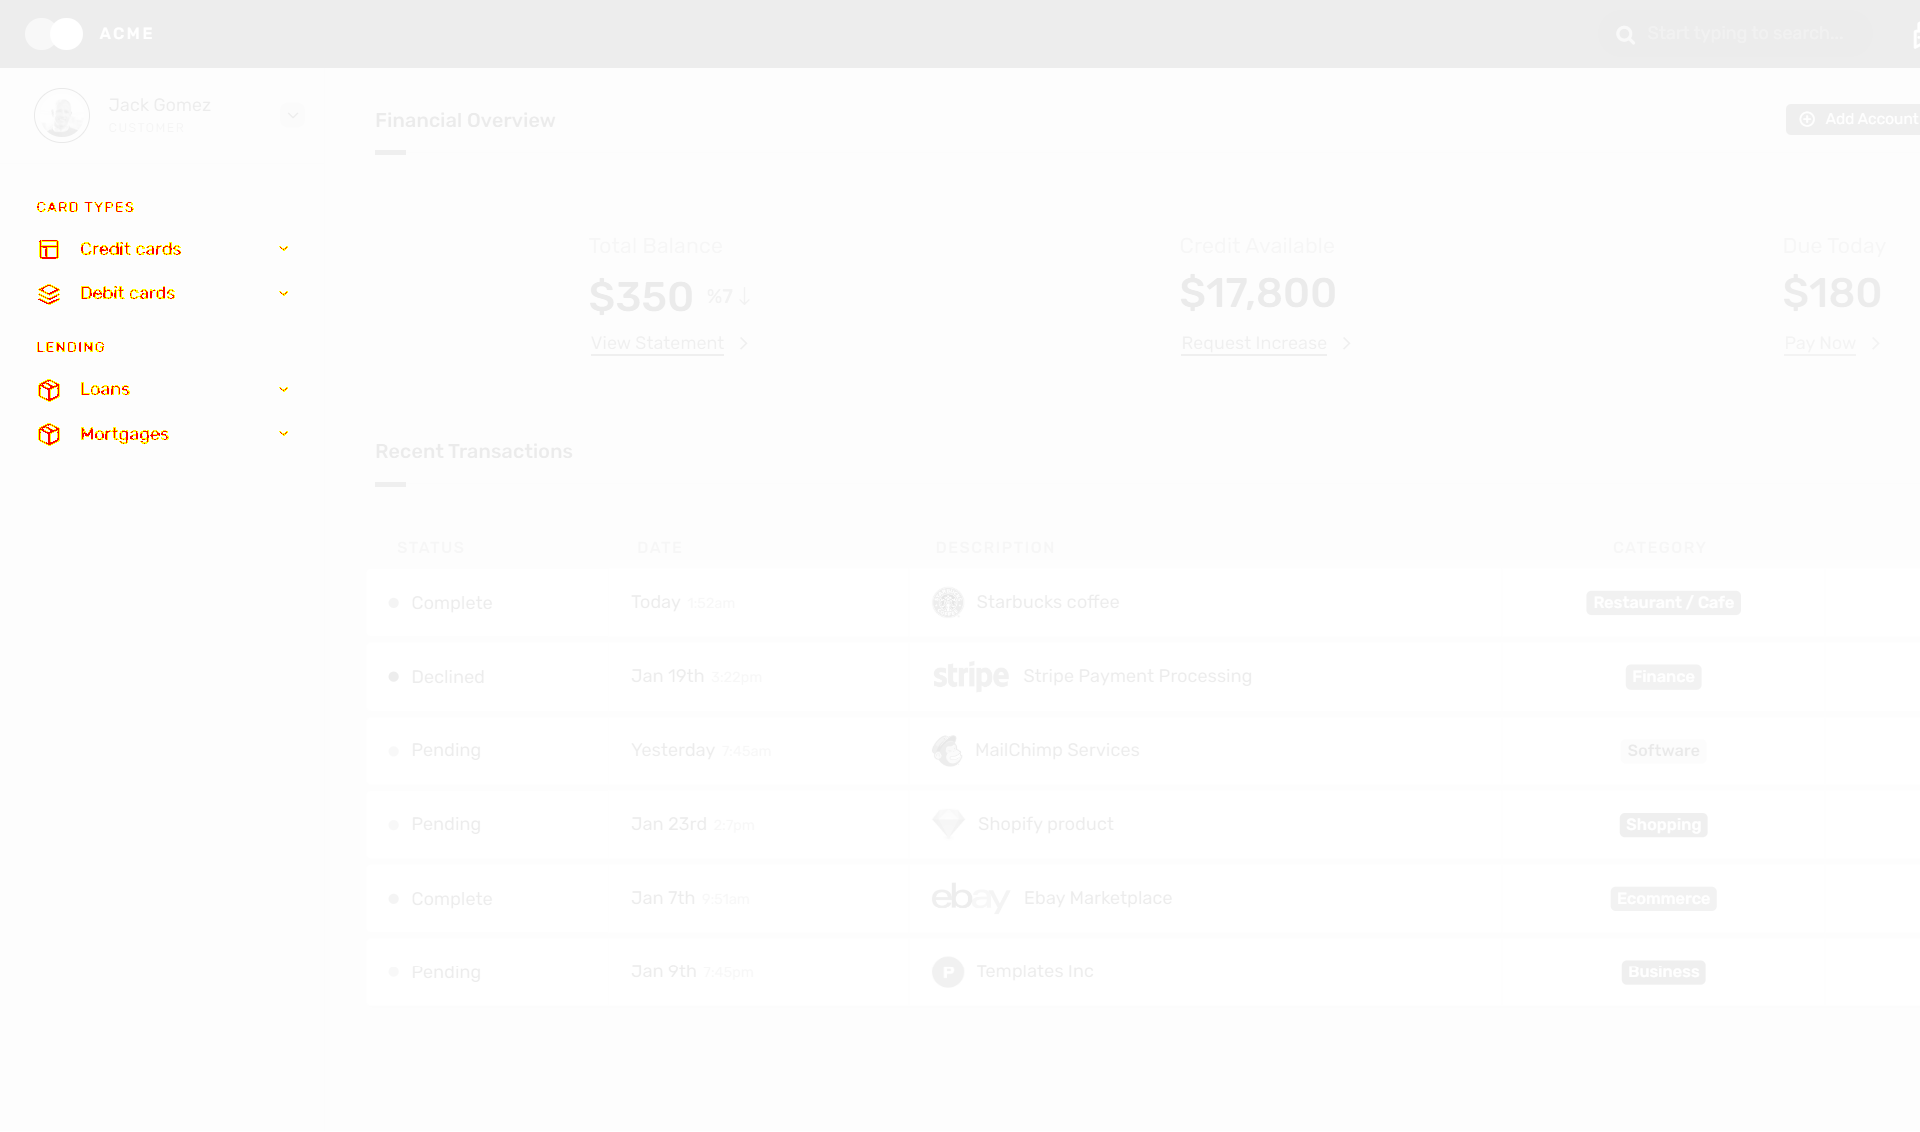 ACME
Start typing to search...
Jack Gomez
CUSTOMER
Financial Overview
Add Account
CARD TYPES
Credit cards
Debit cards
LENDING
Loans
Mortgages
Total Balance
$350 %7
View Statement
Credit Available
$17,800
Request Increase
Due Today
$180
Pay Now
Recent Transactions
STATUS DATE DESCRIPTION CATEGORY
Complete Today 1:52am Starbucks coffee Restaurant / Cafe
Declined Jan 19th 3:22pm stripe Stripe Payment Processing Finance
Pending Yesterday 7:45am MailChimp Services Software
Pending Jan 23rd 2:7pm Shopify product Shopping
Complete Jan 7th 9:51am ebay Ebay Marketplace Ecommerce
Pending Jan 9th 7:45pm P Templates Inc Business